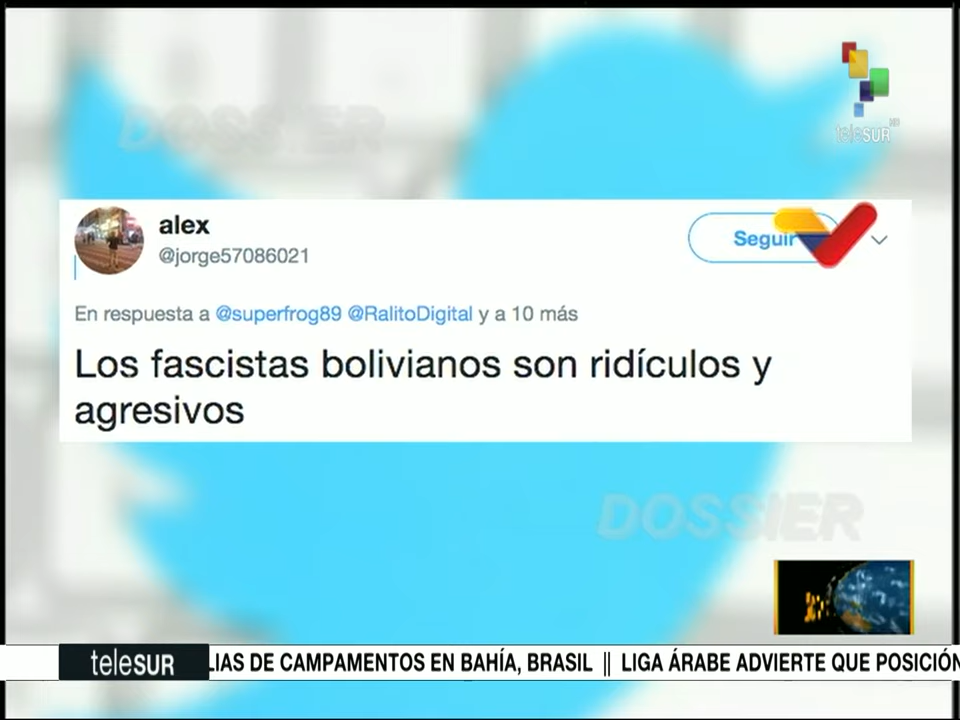 DOSSIER
teleSUR HD
alex
@jorge57086021
Seguir
En respuesta a @superfrog89 @RalitoDigital y a 10 más
Los fascistas bolivianos son ridículos y
agresivos
DOSSIER
teleSUR LIAS DE CAMPAMENTOS EN BAHÍA, BRASIL || LIGA ÁRABE ADVIERTE QUE POSICIÓN